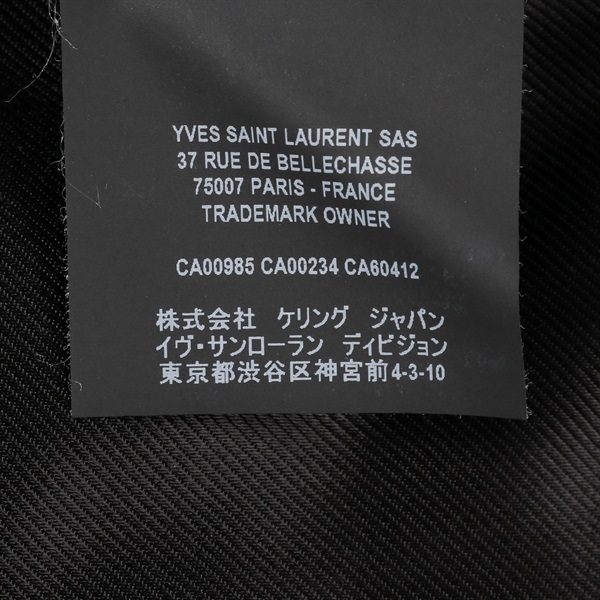 YVES SAINT LAURENT SAS
37 RUE DE BELLECHASSE
75007 PARIS - FRANCE
TRADEMARK OWNER
CA00985 CA00234 CA60412
株式会社 ケリング ジャパン
イヴ・サンローラン ディビジョン
東京都渋谷区神宮前4-3-10